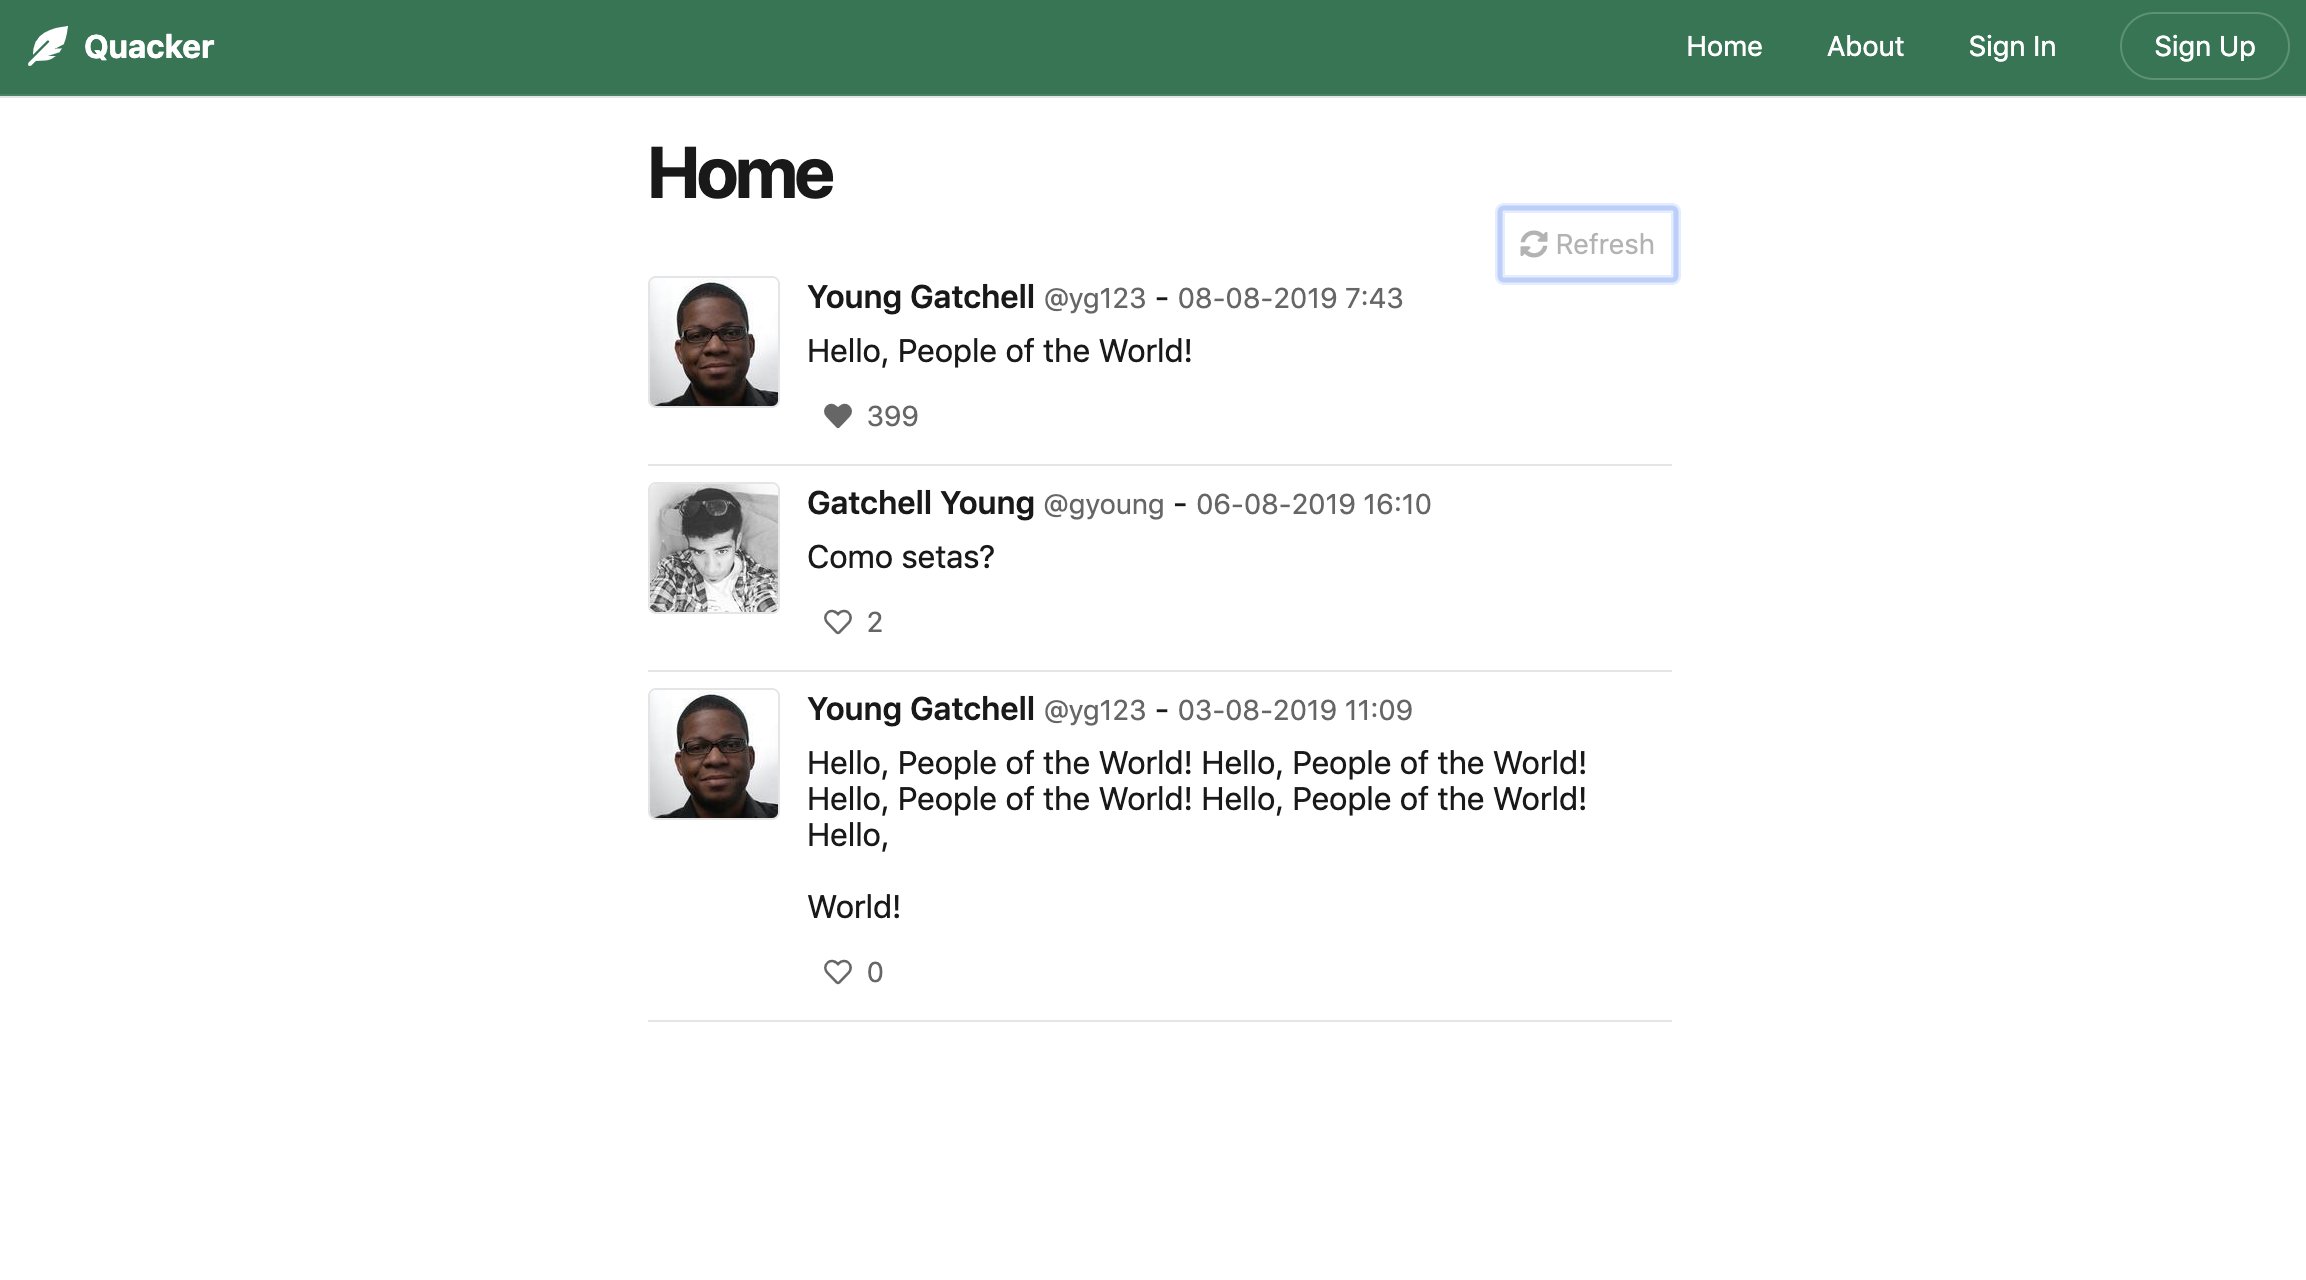 Quacker
Home
About
Sign In
Sign Up
Home
Refresh
Young Gatchell @yg123 - 08-08-2019 7:43
Hello, People of the World!
399
Gatchell Young @gyoung - 06-08-2019 16:10
Como setas?
2
Young Gatchell @yg123 - 03-08-2019 11:09
Hello, People of the World! Hello, People of the World!
Hello, People of the World! Hello, People of the World!
Hello,
World!
0